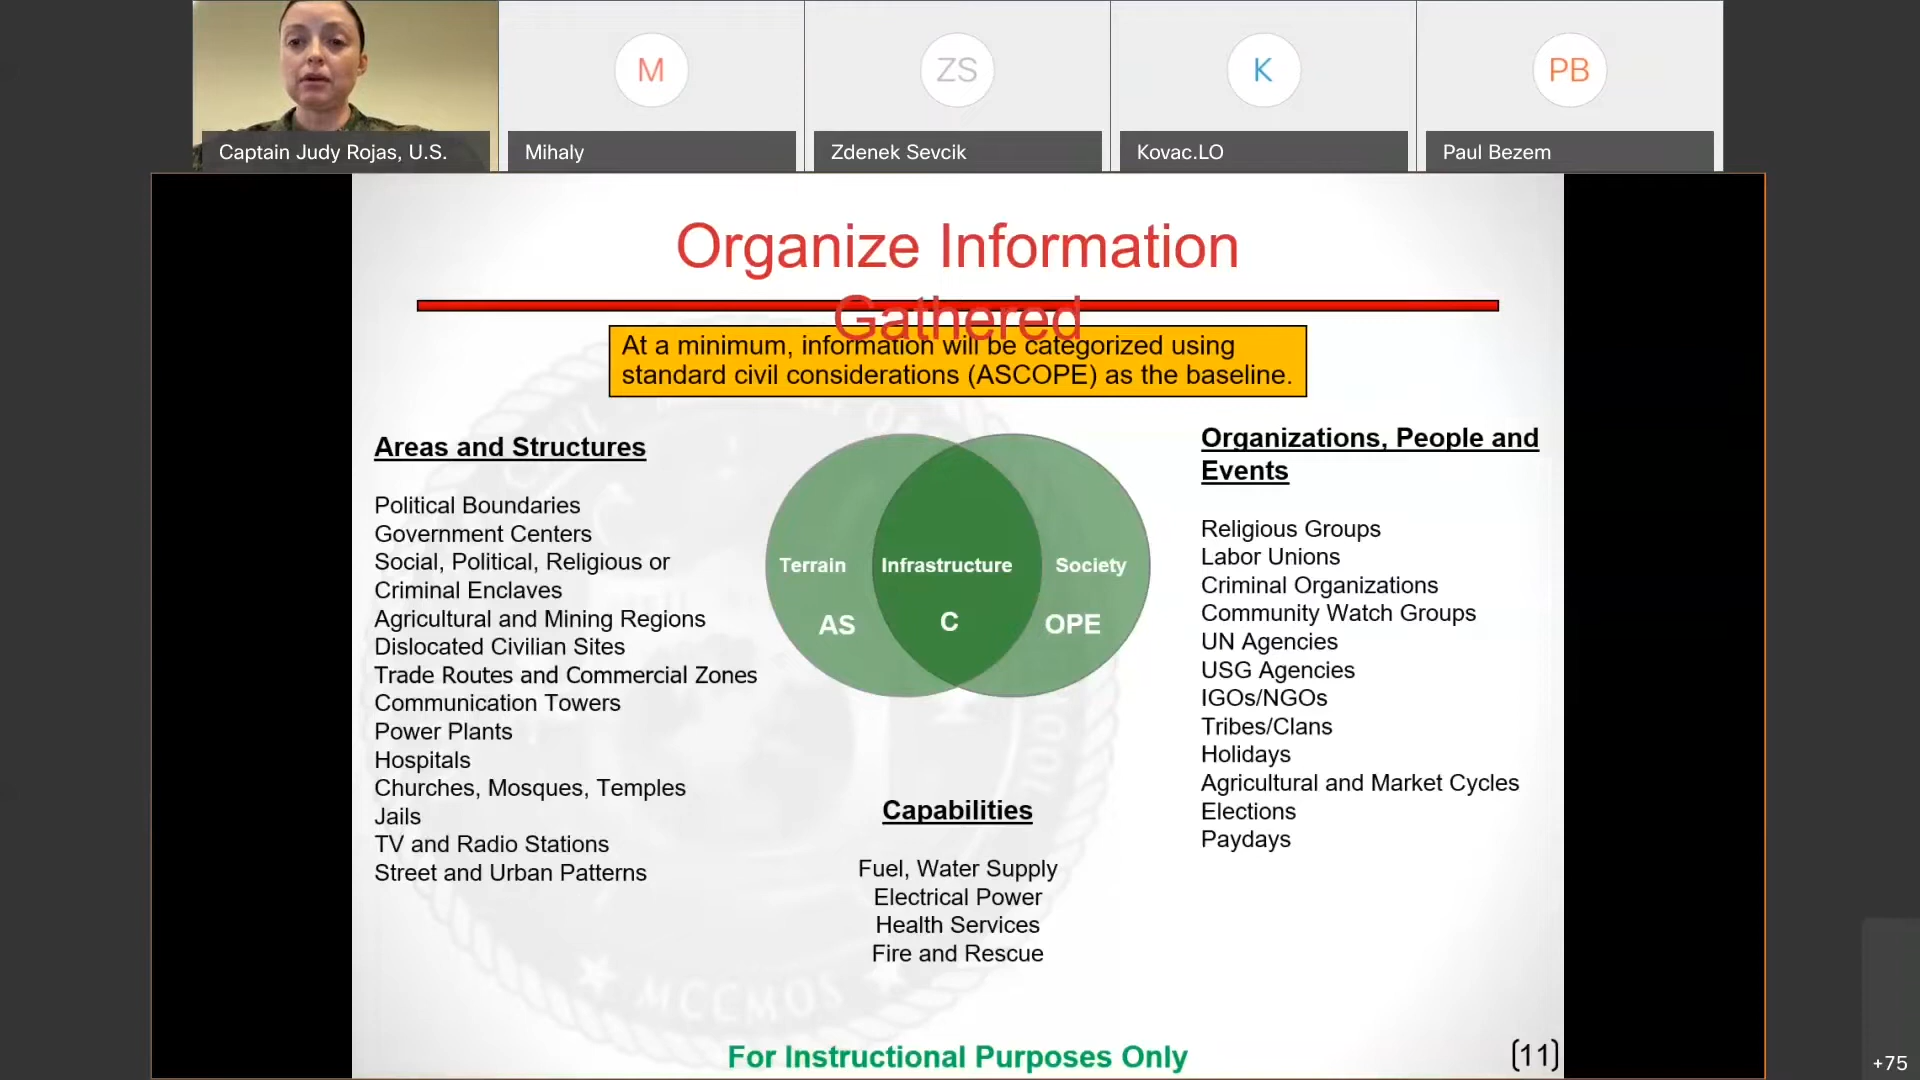 M
ZS
K
PB
Captain Judy Rojas, U.S.
Mihaly
Zdenek Sevcik
Kovac.LO
Paul Bezem
Organize Information
Gathered
At a minimum, information will be categorized using
standard civil considerations (ASCOPE) as the baseline.
Areas and Structures
Political Boundaries
Government Centers
Social, Political, Religious or
Criminal Enclaves
Agricultural and Mining Regions
Dislocated Civilian Sites
Trade Routes and Commercial Zones
Communication Towers
Power Plants
Hospitals
Churches, Mosques, Temples
Jails
TV and Radio Stations
Street and Urban Patterns
Terrain
Infrastructure
Society
AS
C
OPE
Capabilities
Fuel, Water Supply
Electrical Power
Health Services
Fire and Rescue
Organizations, People and
Events
Religious Groups
Labor Unions
Criminal Organizations
Community Watch Groups
UN Agencies
USG Agencies
IGOs/NGOs
Tribes/Clans
Holidays
Agricultural and Market Cycles
Elections
Paydays
MCCMOS
For Instructional Purposes Only
(11)
+75